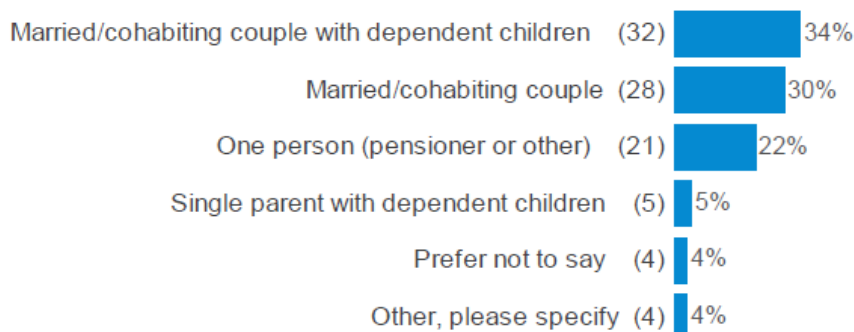 Married/cohabiting couple with dependent children (32) 34%
Married/cohabiting couple (28) 30%
One person (pensioner or other) (21) 22%
Single parent with dependent children (5) 5%
Prefer not to say (4) 4%
Other, please specify (4) 4%